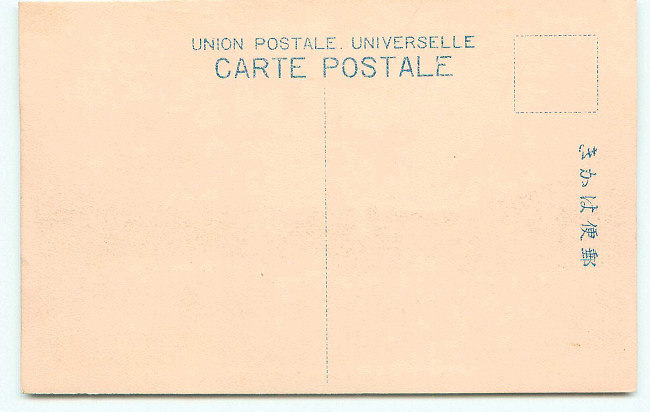 UNION POSTALE. UNIVERSELLE
CARTE POSTALE
郵便はかき